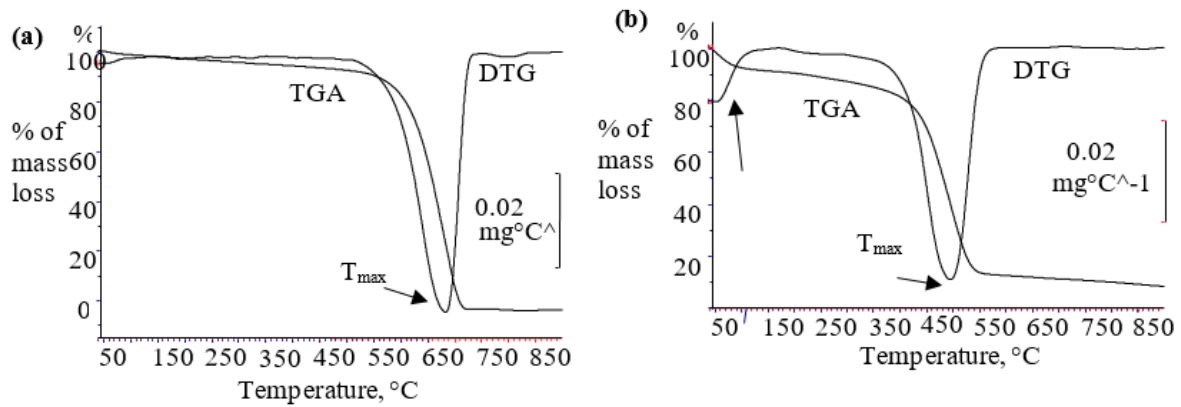 (a)
%
100
80
% of
mass
loss
60
40
20
0
TGA
DTG
0.02
mg°C^
Tmax
50 150 250 350 450 550 650 750 850
Temperature, °C
(b)
%
100
80
% of
mass
loss
60
40
20
TGA
DTG
0.02
mg°C^-1
Tmax
50 150 250 350 450 550 650 750 850
Temperature, °C